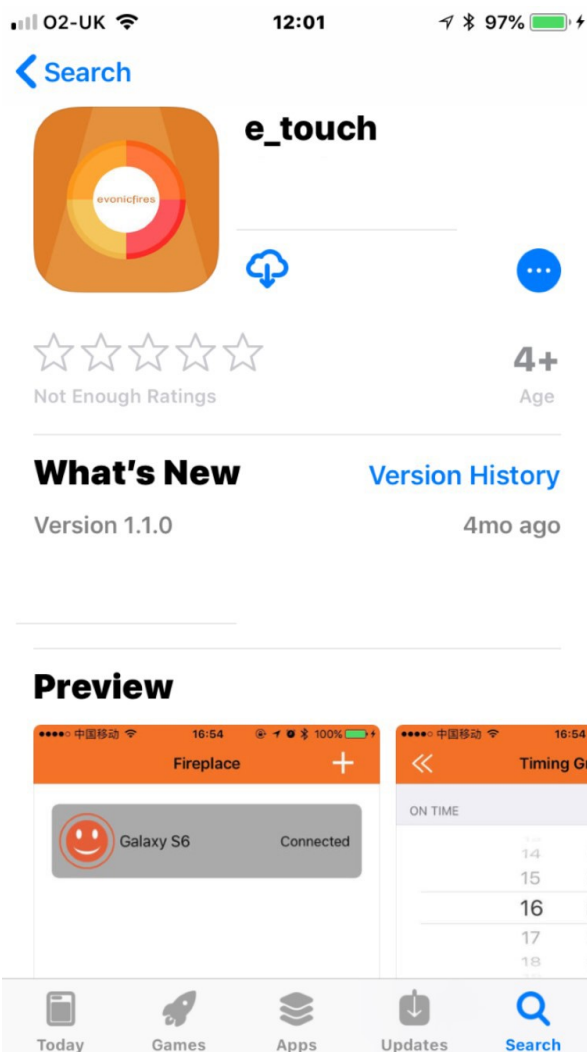 O2-UK 12:01 97%
Search
e_touch
evonicfires
4+
Not Enough Ratings Age
What's New Version History
Version 1.1.0 4mo ago
Preview
中国移动 16:54 100%
Fireplace
Galaxy S6 Connected
中国移动 16:54
Timing
ON TIME
14
15
16
17
18
Today Games Apps Updates Search